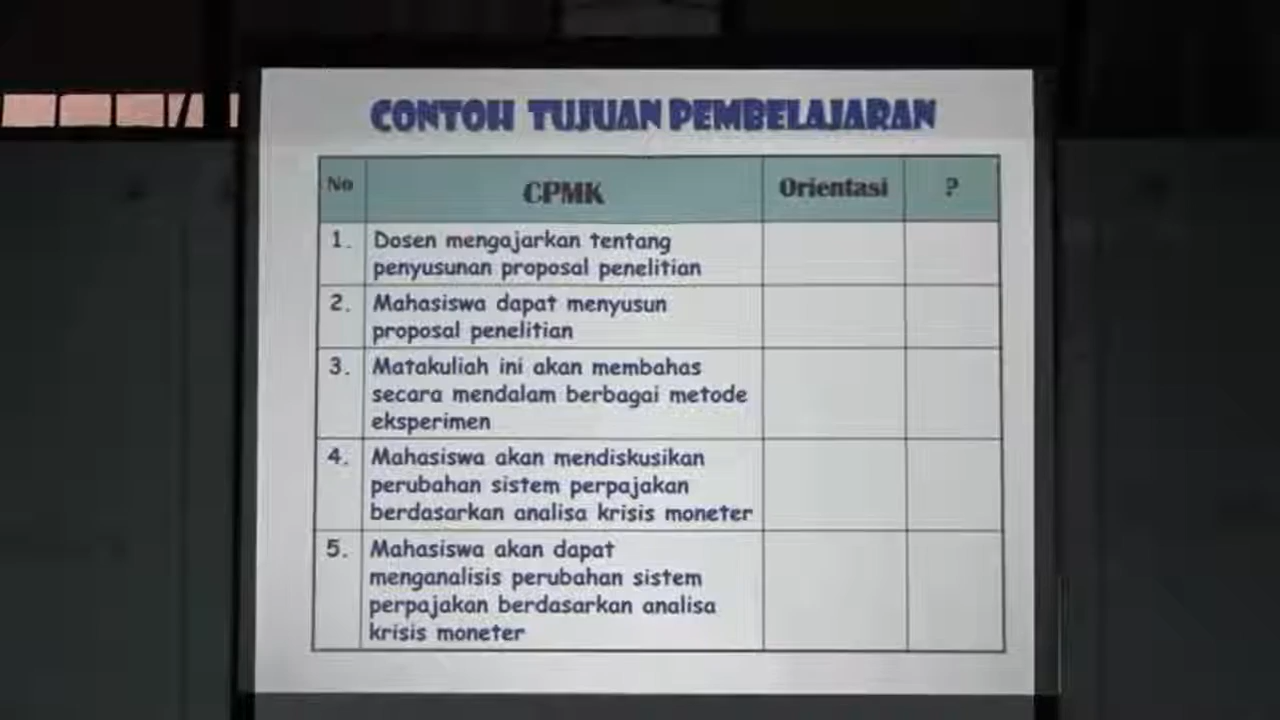 CONTOH TUJUAN PEMBELAJARAN
No CPMK Orientasi ?
1. Dosen mengajarkan tentang
penyusunan proposal penelitian
2. Mahasiswa dapat menyusun
proposal penelitian
3. Matakuliah ini akan membahas
secara mendalam berbagai metode
eksperimen
4. Mahasiswa akan mendiskusikan
perubahan sistem perpajakan
berdasarkan analisa krisis moneter
5. Mahasiswa akan dapat
menganalisis perubahan sistem
perpajakan berdasarkan analisa
krisis moneter